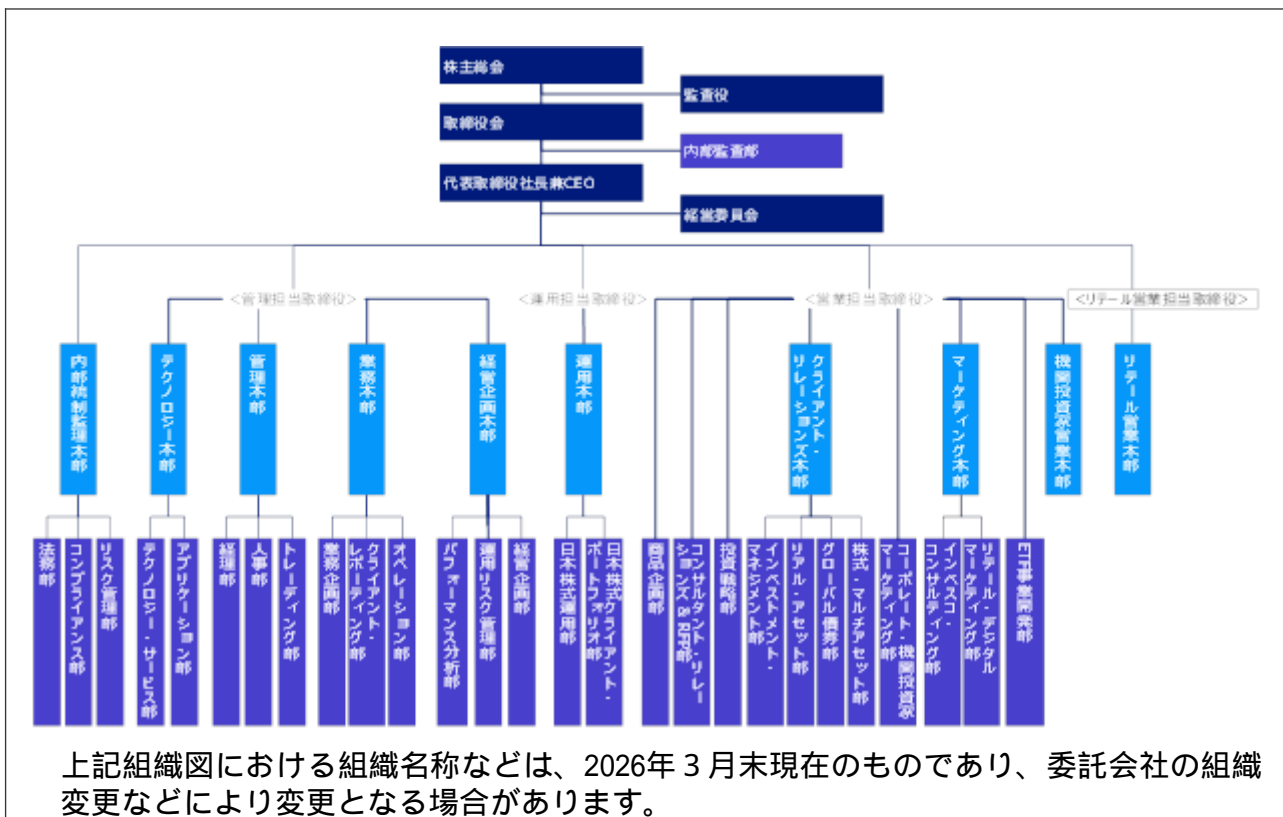 株主総会
監査役
取締役会
内部監査部
代表取締役社長兼CEO
経営委員会
<管理担当取締役>
<運用担当取締役>
<営業担当取締役>
<リテール営業担当取締役>
内部統制監理本部
テクノロジー本部
管理本部
業務本部
経営企画本部
運用本部
クライアント・
リレーションズ本部
マーケティング本部
機関投資家営業本部
リテール営業本部
法務部
コンプライアンス部
リスク管理部
テクノロジー・サービス部
アプリケーション部
経理部
人事部
トレーディング部
業務企画部
クライアント・
レポーティング部
オペレーション部
パフォーマンス分析部
運用リスク管理部
経営企画部
日本株式運用部
日本株式クライアント・
ポートフォリオ部
商品企画部
コンサルタント・リレー
ションズ & RFP部
投資戦略部
インベストメント・
マネジメント部
リアル・アセット部
グローバル債券部
株式・マルチアセット部
コーポレート・機関投資家
マーケティング部
インベスコ・
コンサルティング部
リテール・デジタル
マーケティング部
ETF事業開発部
上記組織図における組織名称などは、2026年3月末現在のものであり、委託会社の組織
変更などにより変更となる場合があります。